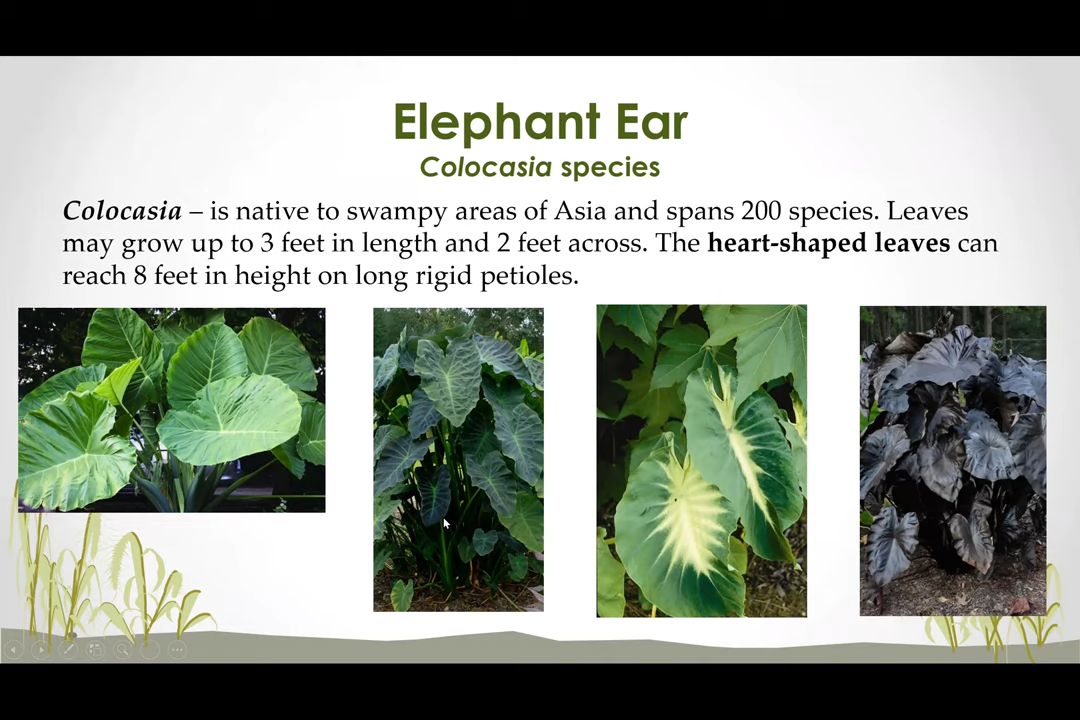 Elephant Ear
Colocasia species
Colocasia – is native to swampy areas of Asia and spans 200 species. Leaves
may grow up to 3 feet in length and 2 feet across. The heart-shaped leaves can
reach 8 feet in height on long rigid petioles.